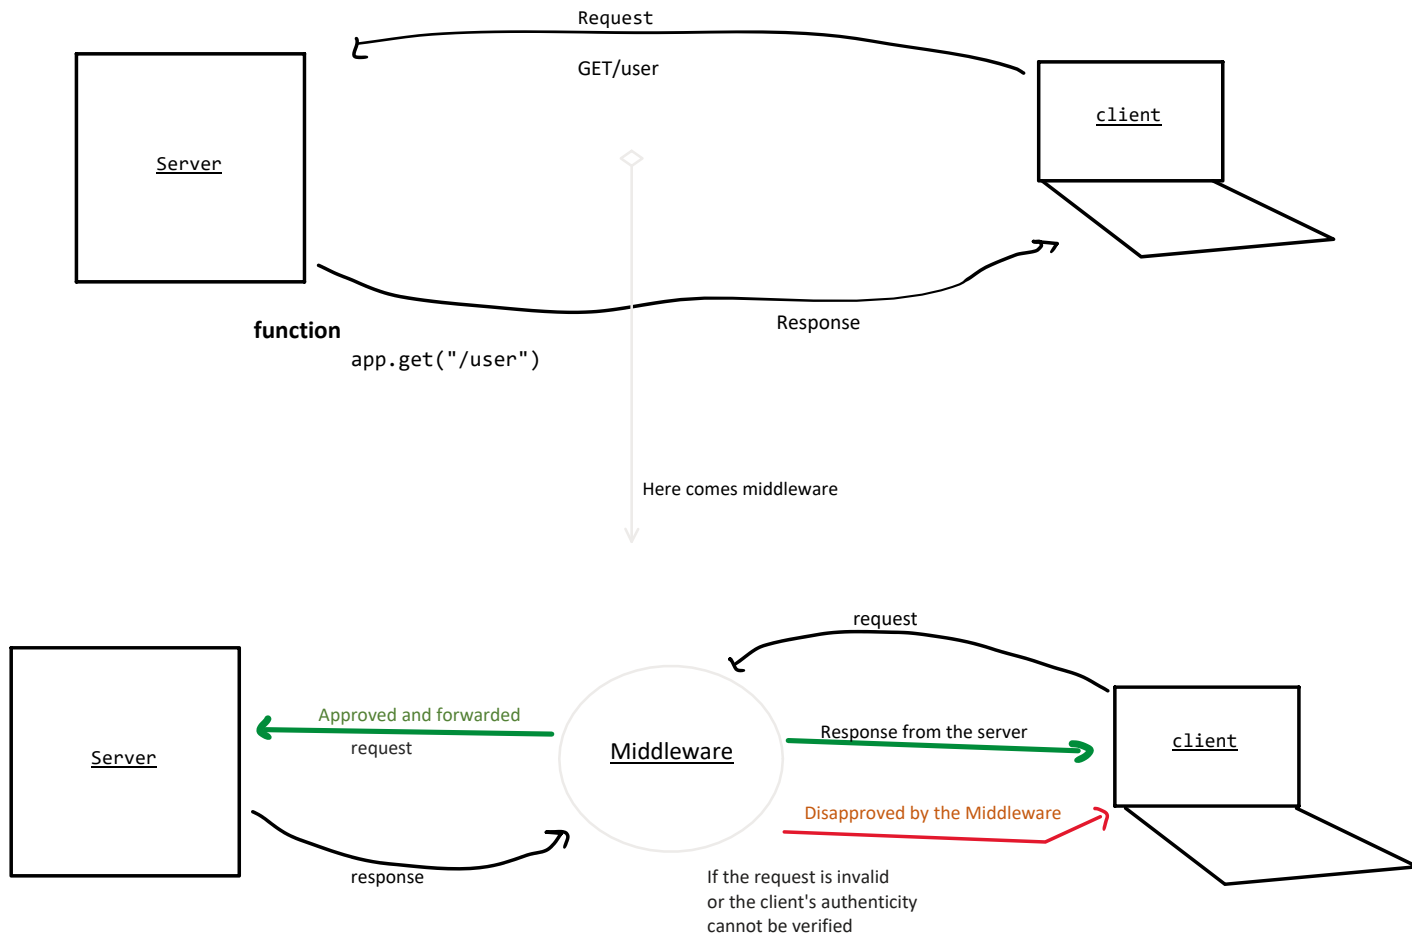 Request
GET/user
client
Server
Response
function
app.get("/user")
Here comes middleware
request
Approved and forwarded
request
Response from the server
Server
Middleware
client
Disapproved by the Middleware
response
If the request is invalid
or the client's authenticity
cannot be verified